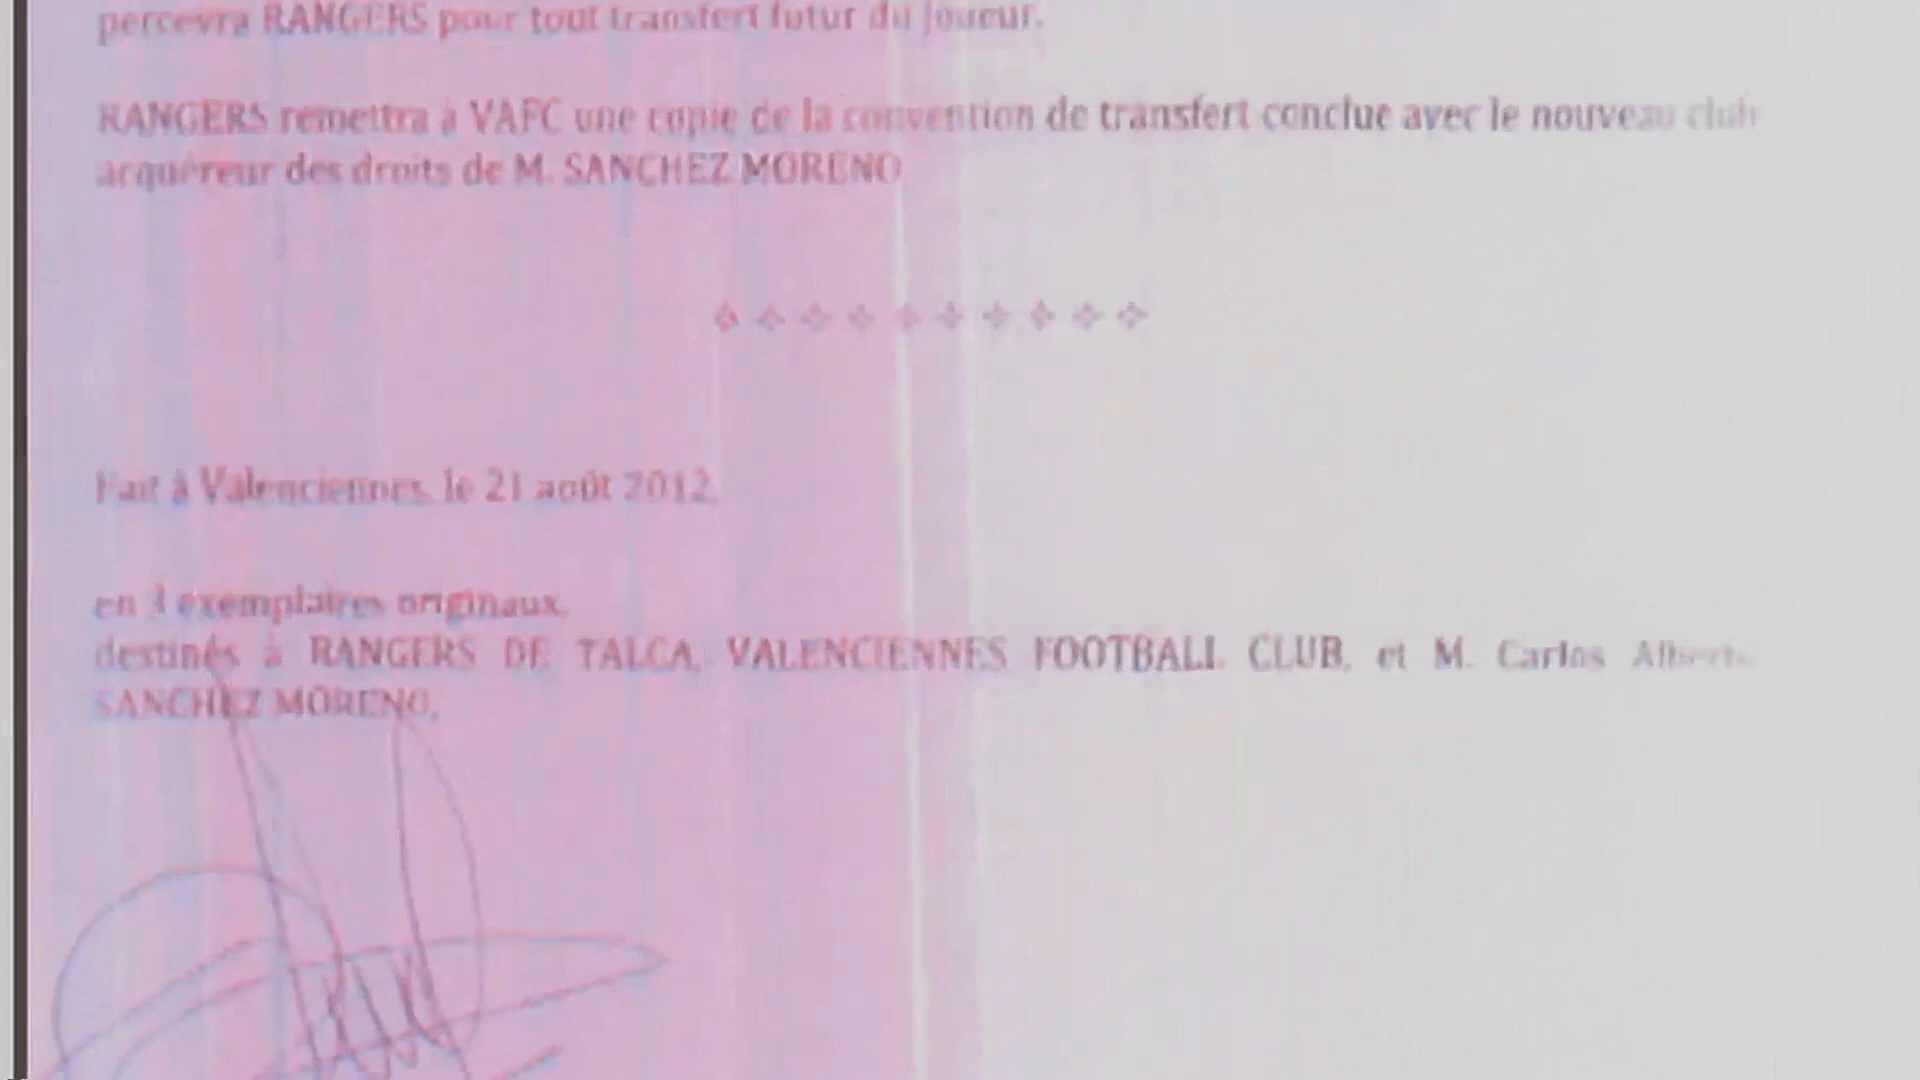 percevra RANGERS pour tout transfert futur du joueur.
RANGERS remettra à VAFC une copie de la convention de transfert conclue avec le nouveau club
acquéreur des droits de M. SANCHEZ MORENO
Fait à Valenciennes, le 21 août 2012,
en 3 exemplaires originaux,
destinés à RANGERS DE TALCA, VALENCIENNES FOOTBALL CLUB, et M. Carlos Alberto
SANCHEZ MORENO,